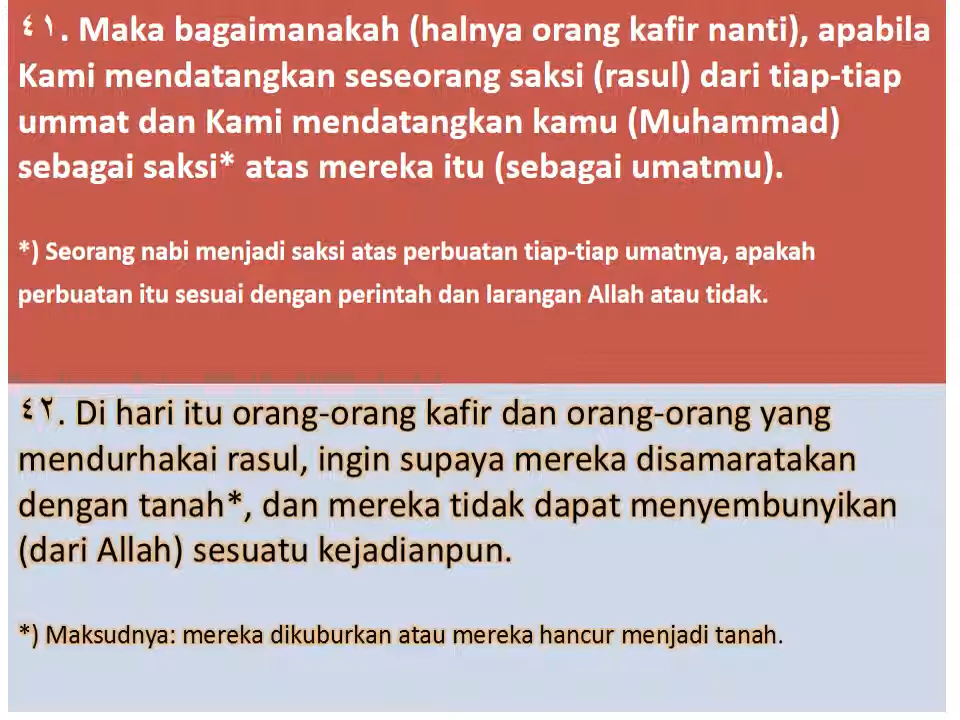 ٤١. Maka bagaimanakah (halnya orang kafir nanti), apabila
Kami mendatangkan seseorang saksi (rasul) dari tiap-tiap
ummat dan Kami mendatangkan kamu (Muhammad)
sebagai saksi* atas mereka itu (sebagai umatmu).
*) Seorang nabi menjadi saksi atas perbuatan tiap-tiap umatnya, apakah
perbuatan itu sesuai dengan perintah dan larangan Allah atau tidak.
٤٢. Di hari itu orang-orang kafir dan orang-orang yang
mendurhakai rasul, ingin supaya mereka disamaratakan
dengan tanah*, dan mereka tidak dapat menyembunyikan
(dari Allah) sesuatu kejadianpun.
*) Maksudnya: mereka dikuburkan atau mereka hancur menjadi tanah.